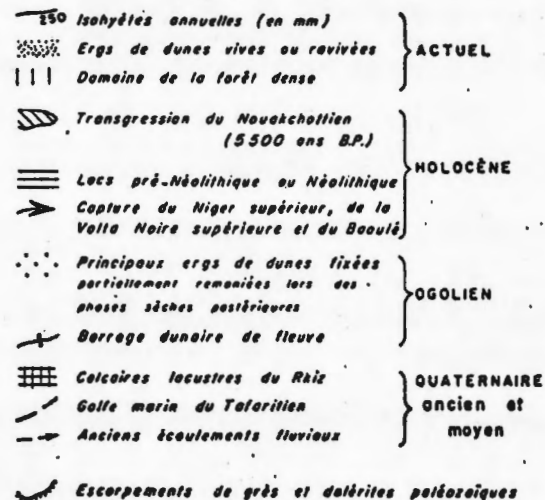 250 Isohyètes annuelles (en mm)
Ergs de dunes vives ou ravivées
Domaine de la forêt dense
ACTUEL
Transgression du Nouakchottien
(5500 ans B.P.)
Lacs pré-Néolithique ou Néolithique
Capture du Niger supérieur, de la
Volta Noire supérieure et du Baoulé
HOLOCÈNE
Principaux ergs de dunes fixées
partiellement remaniées lors des
phases sèches postérieures
Barrage dunaire de fleuve
OGOLIEN
Calcaires lacustres du Rkiz
Golfe marin du Tafaritien
Anciens écoulements fluviaux
QUATERNAIRE
ancien et
moyen
Escarpements de grès et dolérites paléozoïques